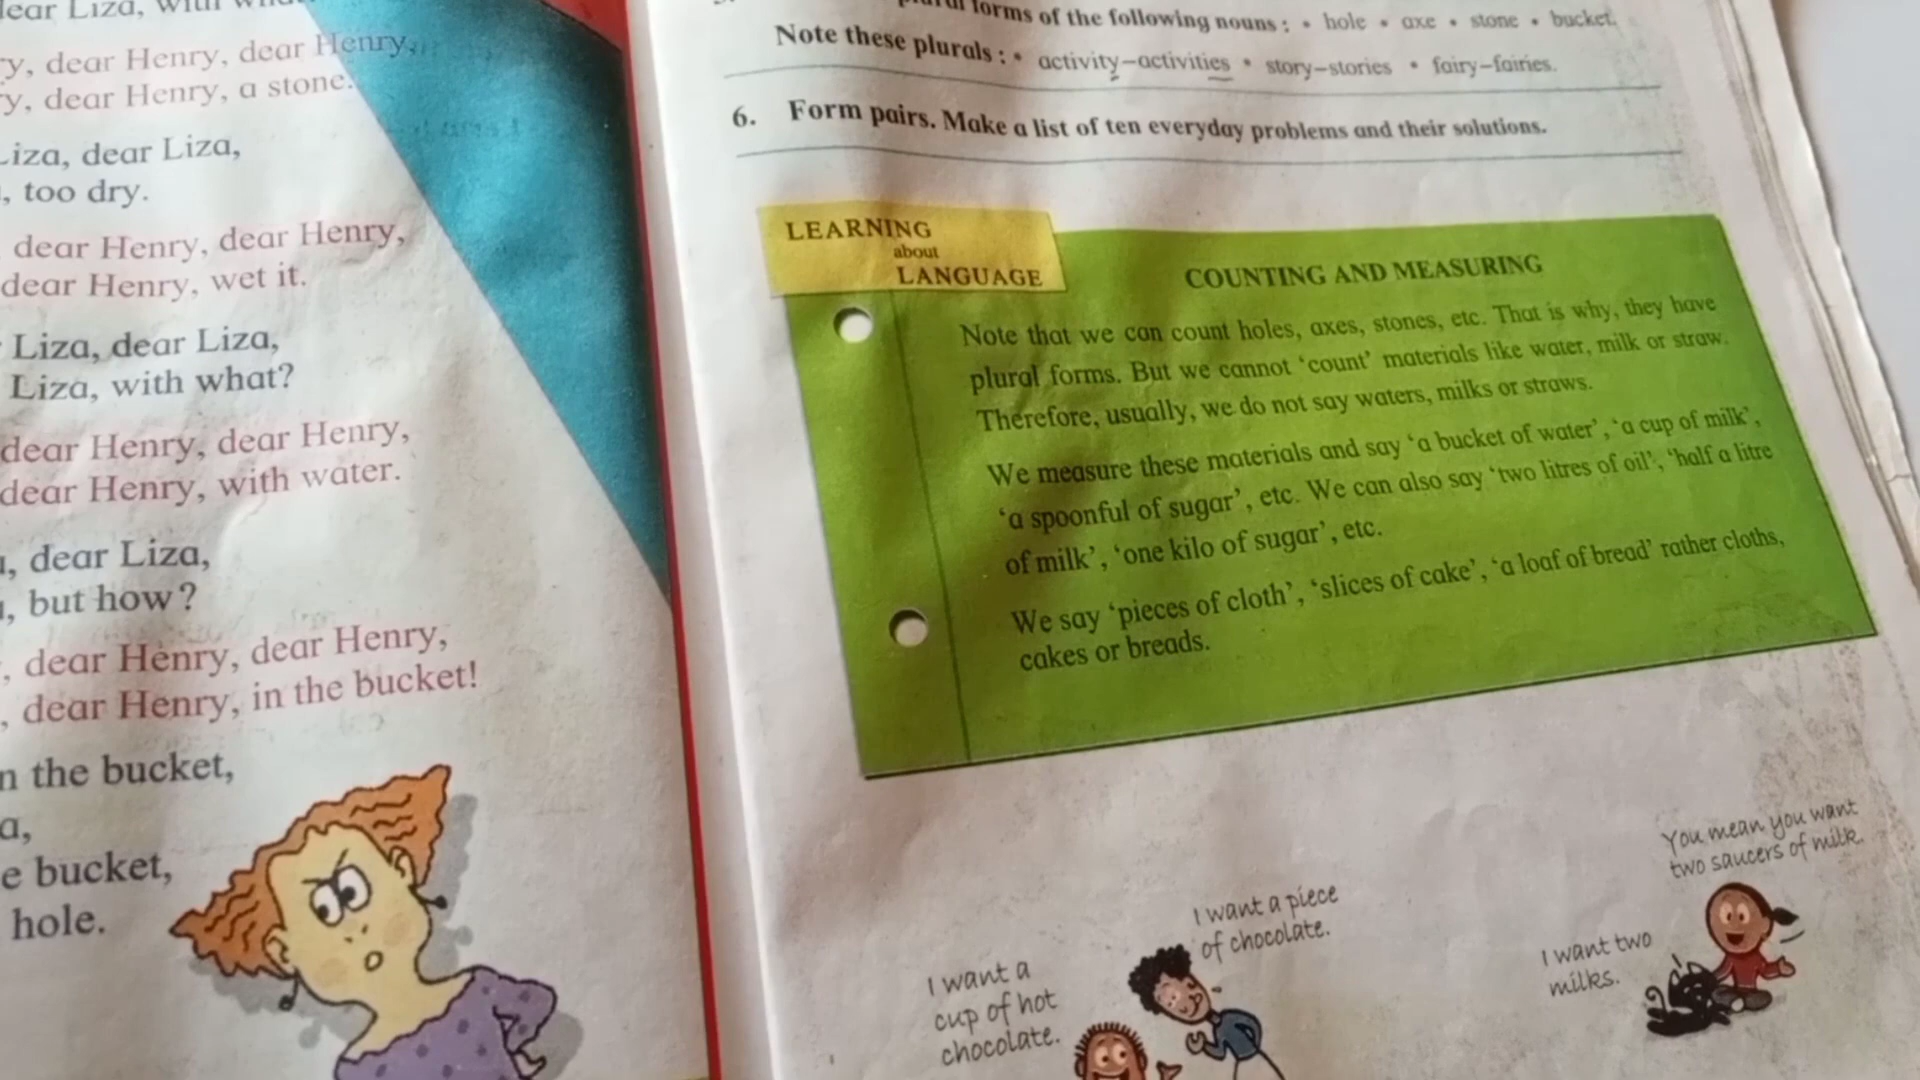 dear Liza, with
dear Henry, dear Henry,
dear Henry, a stone.
Liza, dear Liza,
, too dry.
dear Henry, dear Henry,
dear Henry, wet it.
Liza, dear Liza,
Liza, with what?
dear Henry, dear Henry,
dear Henry, with water.
, dear Liza,
, but how?
, dear Henry, dear Henry,
, dear Henry, in the bucket!
the bucket,
bucket,
hole.
forms of the following nouns : • hole • axe • stone • bucket.
Note these plurals : • activity–activities • story–stories • fairy–fairies.
6. Form pairs. Make a list of ten everyday problems and their solutions.
LEARNING
about
LANGUAGE
COUNTING AND MEASURING
Note that we can count holes, axes, stones, etc. That is why, they have
plural forms. But we cannot ‘count’ materials like water, milk or straw.
Therefore, usually, we do not say waters, milks or straws.
We measure these materials and say ‘a bucket of water’, ‘a cup of milk’,
‘a spoonful of sugar’, etc. We can also say ‘two litres of oil’, ‘half a litre
of milk’, ‘one kilo of sugar’, etc.
We say ‘pieces of cloth’, ‘slices of cake’, ‘a loaf of bread’ rather cloths,
cakes or breads.
I want a
cup of hot
chocolate.
I want a piece
of chocolate.
I want two
milks.
You mean you want
two saucers of milk.